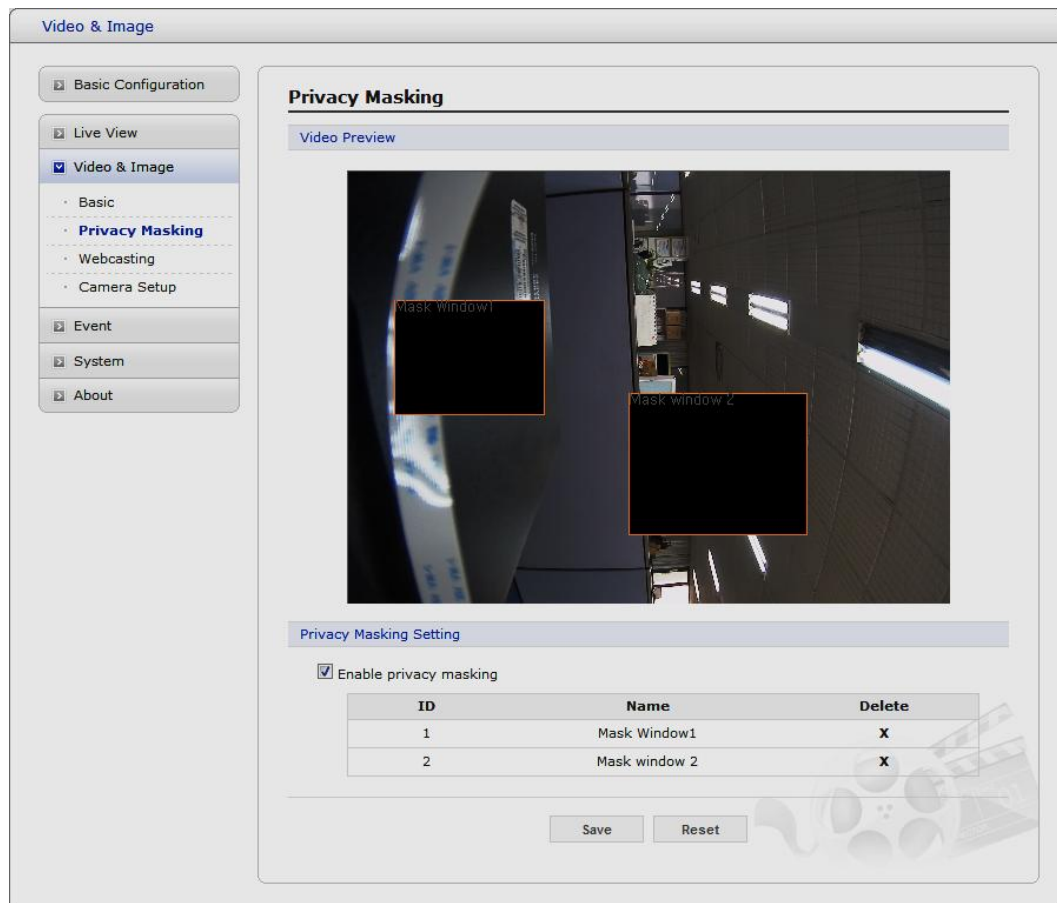 Video & Image
Basic Configuration
Live View
Video & Image
Basic
Privacy Masking
Webcasting
Camera Setup
Event
System
About
Privacy Masking
Video Preview
Mask Window1
Mask window 2
Privacy Masking Setting
Enable privacy masking
ID Name Delete
1 Mask Window1 X
2 Mask window 2 X
Save Reset